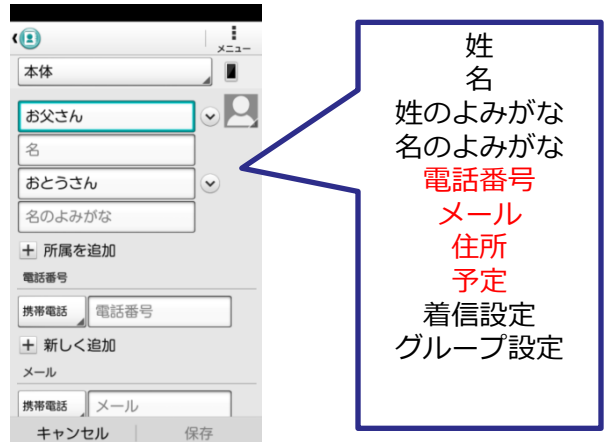 メニュー
本体
お父さん
名
おとうさん
名のよみがな
所属を追加
電話番号
携帯電話 電話番号
新しく追加
メール
携帯電話 メール
キャンセル 保存
姓
名
姓のよみがな
名のよみがな
電話番号
メール
住所
予定
着信設定
グループ設定